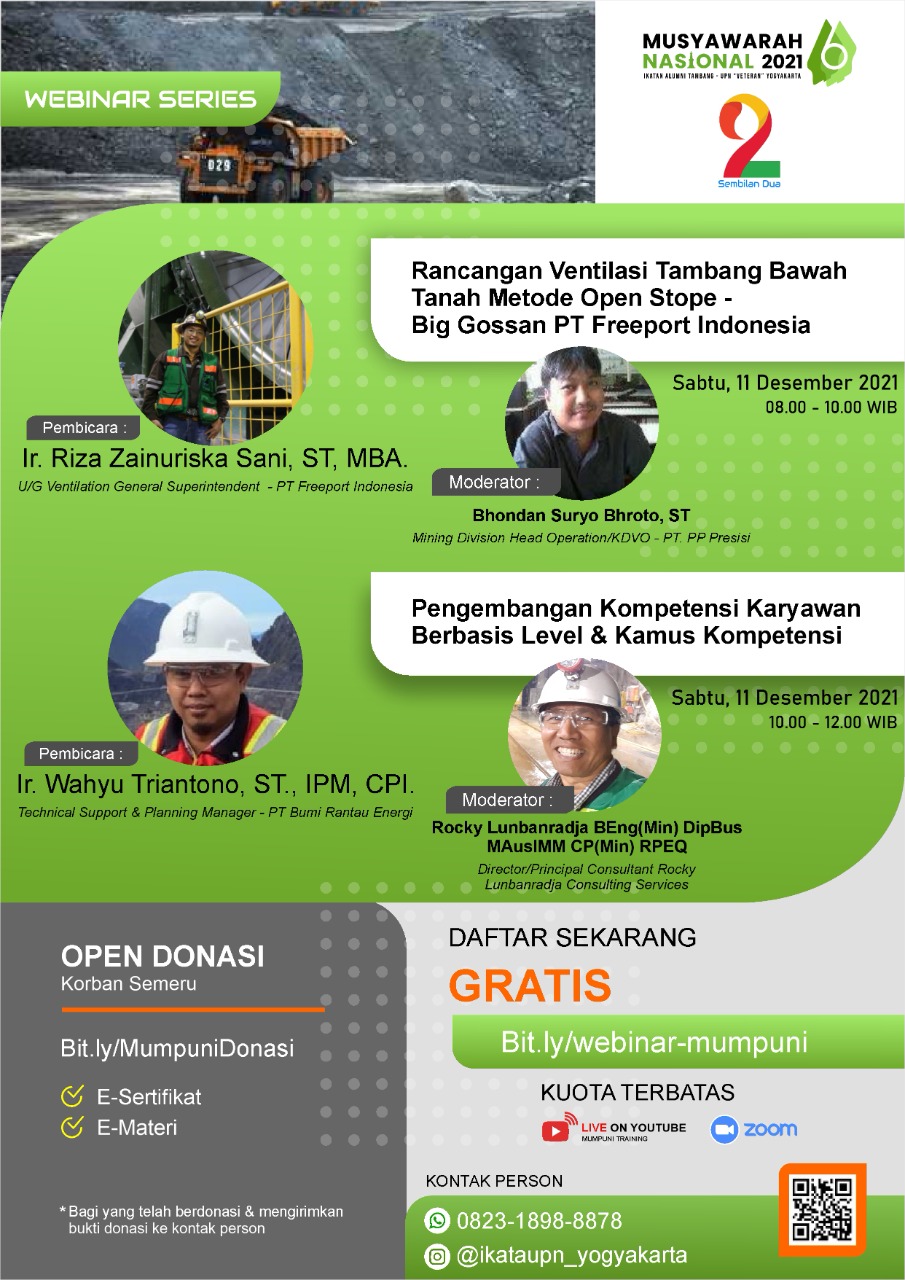 WEBINAR SERIES
MUSYAWARAH
NASIONAL 2021
IKATAN ALUMNI TAMBANG - UPN "VETERAN" YOGYAKARTA
6
2
Sembilan Dua
029
Rancangan Ventilasi Tambang Bawah
Tanah Metode Open Stope -
Big Gossan PT Freeport Indonesia
Sabtu, 11 Desember 2021
08.00 - 10.00 WIB
Pembicara :
Ir. Riza Zainuriska Sani, ST, MBA.
U/G Ventilation General Superintendent - PT Freeport Indonesia
Moderator :
Bhondan Suryo Bhroto, ST
Mining Division Head Operation/KDVO - PT. PP Presisi
Pengembangan Kompetensi Karyawan
Berbasis Level & Kamus Kompetensi
Sabtu, 11 Desember 2021
10.00 - 12.00 WIB
Pembicara :
Ir. Wahyu Triantono, ST., IPM, CPI.
Technical Support & Planning Manager - PT Bumi Rantau Energi
Moderator :
Rocky Lunbanradja BEng(Min) DipBus
MAusIMM CP(Min) RPEQ
Director/Principal Consultant Rocky
Lunbanradja Consulting Services
OPEN DONASI
Korban Semeru
Bit.ly/MumpuniDonasi
E-Sertifikat
E-Materi
* Bagi yang telah berdonasi & mengirimkan
bukti donasi ke kontak person
DAFTAR SEKARANG
GRATIS
Bit.ly/webinar-mumpuni
KUOTA TERBATAS
LIVE ON YOUTUBE
MUMPUNI TRAINING
zoom
KONTAK PERSON
0823-1898-8878
@ikataupn_yogyakarta